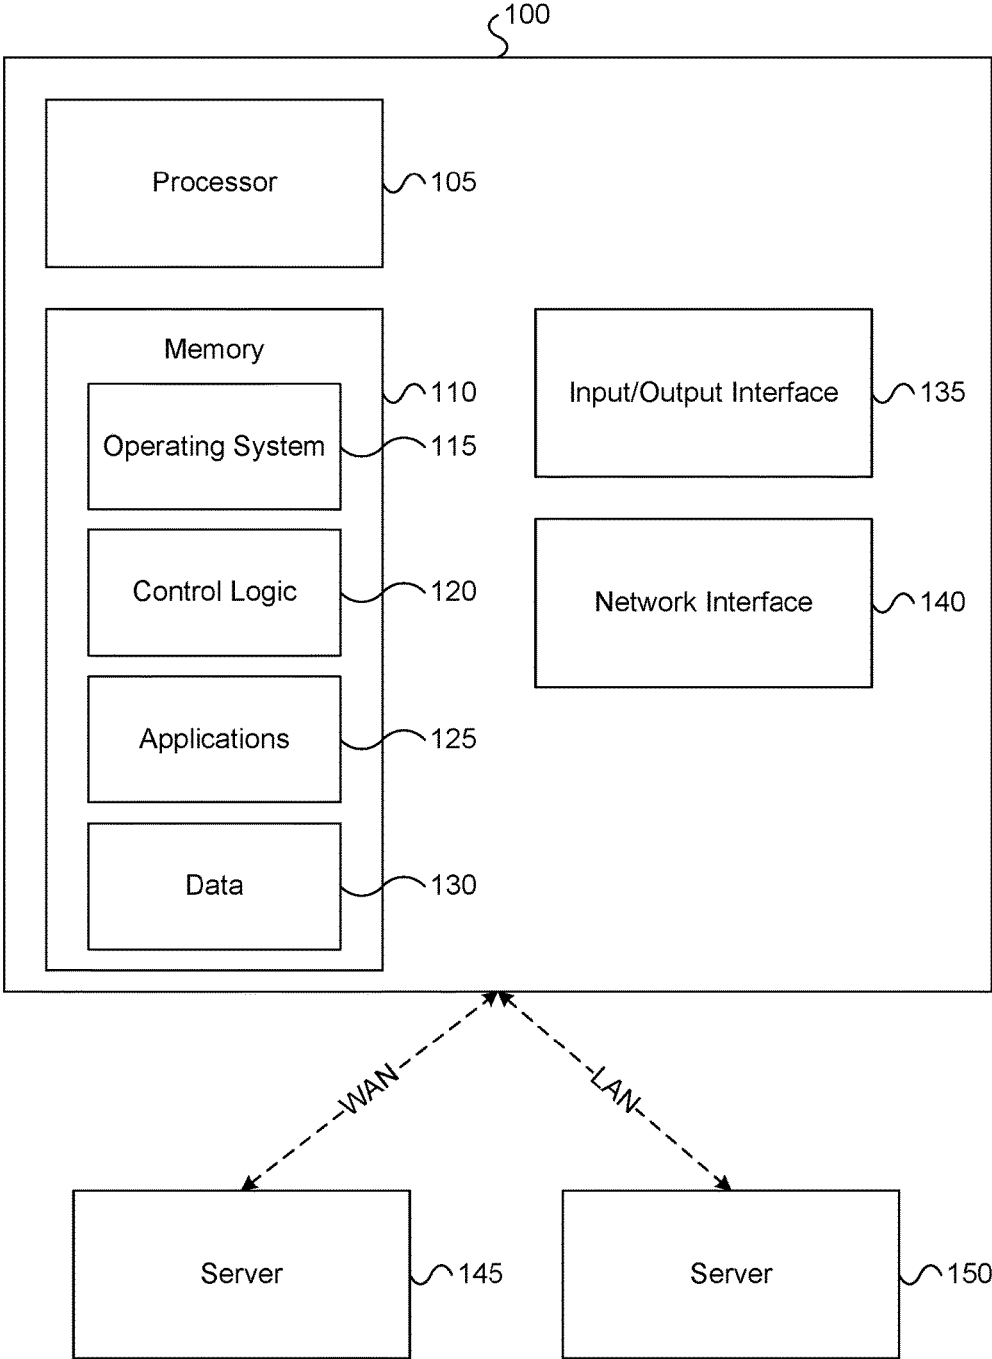 100
Processor
105
Memory
110
Operating System
115
Control Logic
120
Applications
125
Data
130
Input/Output Interface
135
Network Interface
140
WAN
LAN
Server
145
Server
150